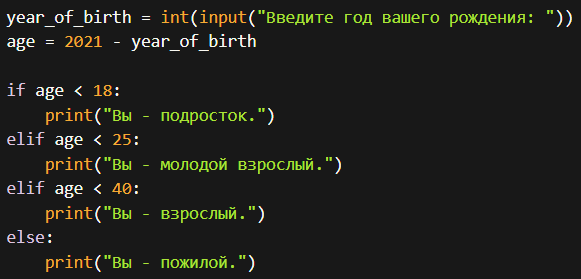 year_of_birth = int(input("Введите год вашего рождения: "))
age = 2021 - year_of_birth

if age < 18:
    print("Вы - подросток.")
elif age < 25:
    print("Вы - молодой взрослый.")
elif age < 40:
    print("Вы - взрослый.")
else:
    print("Вы - пожилой.")